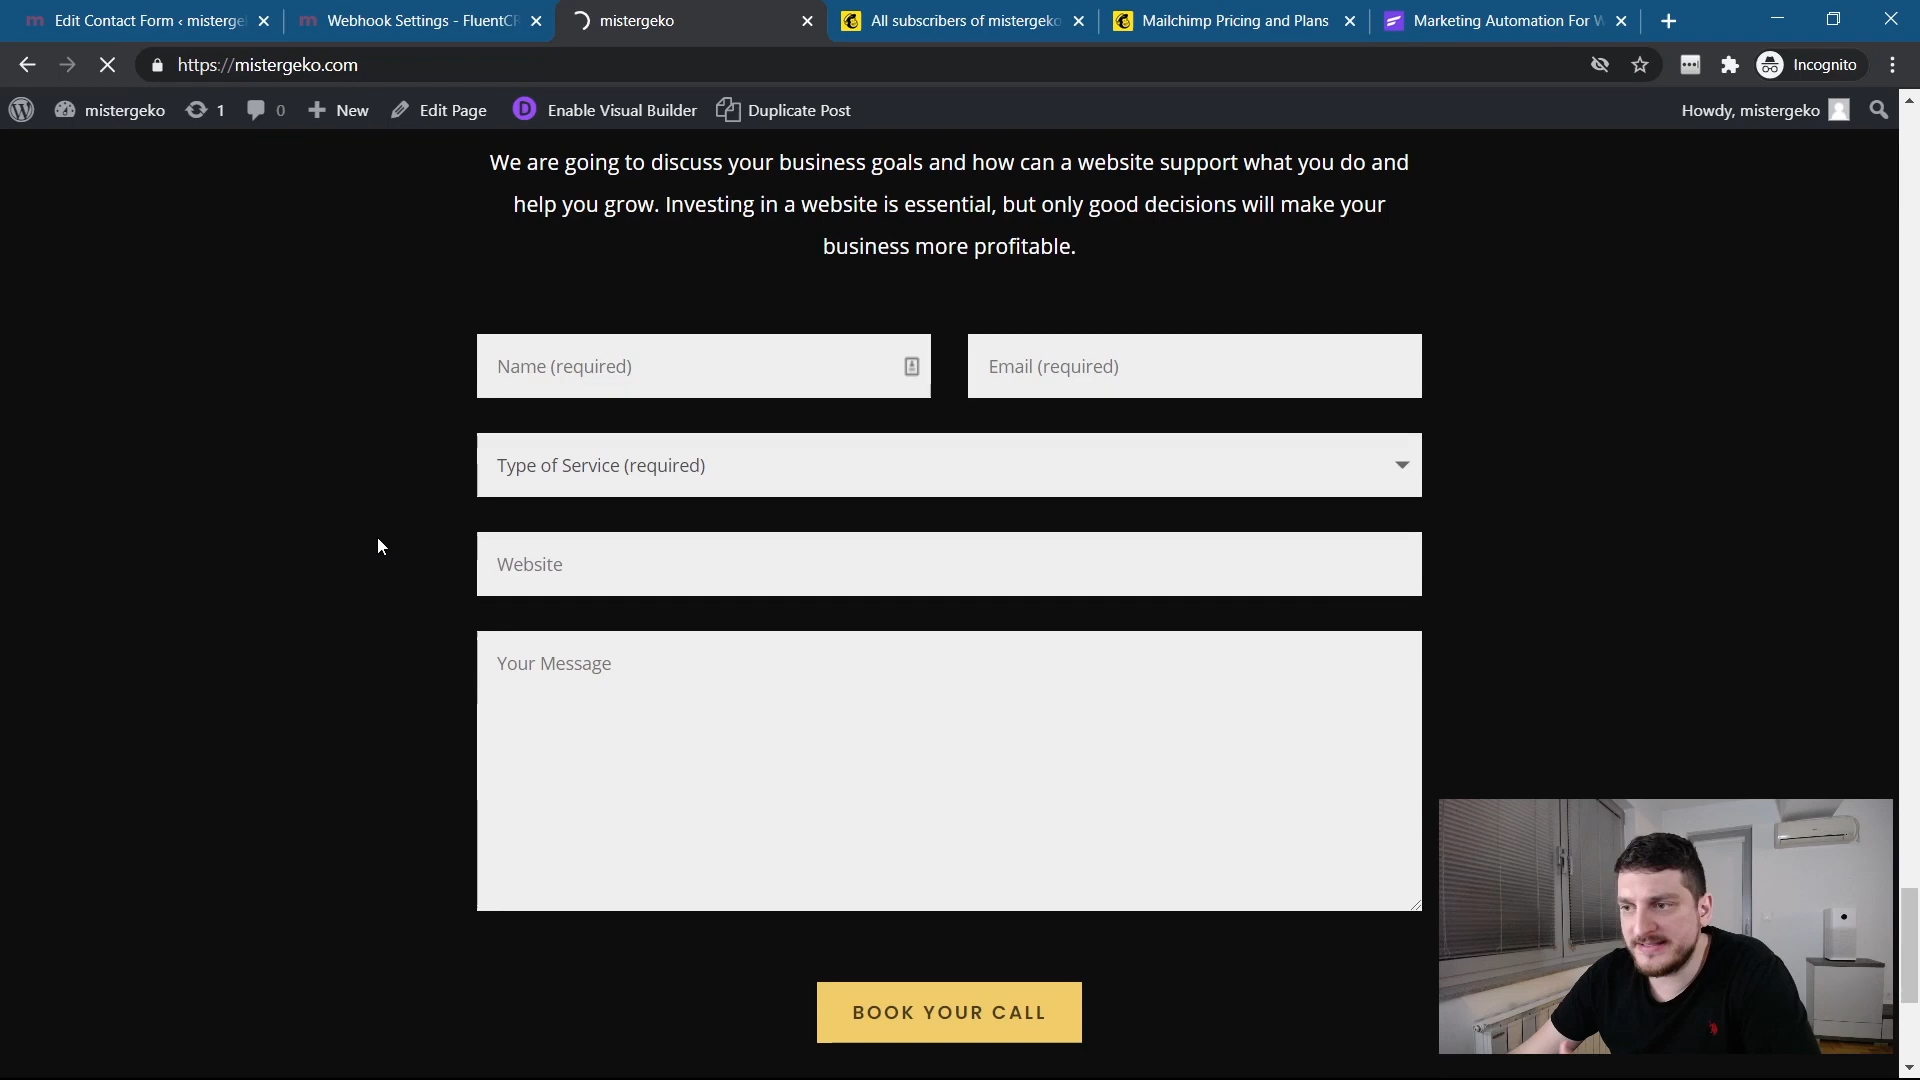 Edit Contact Form ‹ misterge
Webhook Settings - FluentCR
mistergeko
All subscribers of mistergeko
Mailchimp Pricing and Plans
Marketing Automation For W
https://mistergeko.com
Incognito
mistergeko
1
0
New
Edit Page
D
Enable Visual Builder
Duplicate Post
Howdy, mistergeko
We are going to discuss your business goals and how can a website support what you do and
help you grow. Investing in a website is essential, but only good decisions will make your
business more profitable.
Name (required)
Email (required)
Type of Service (required)
Website
Your Message
BOOK YOUR CALL